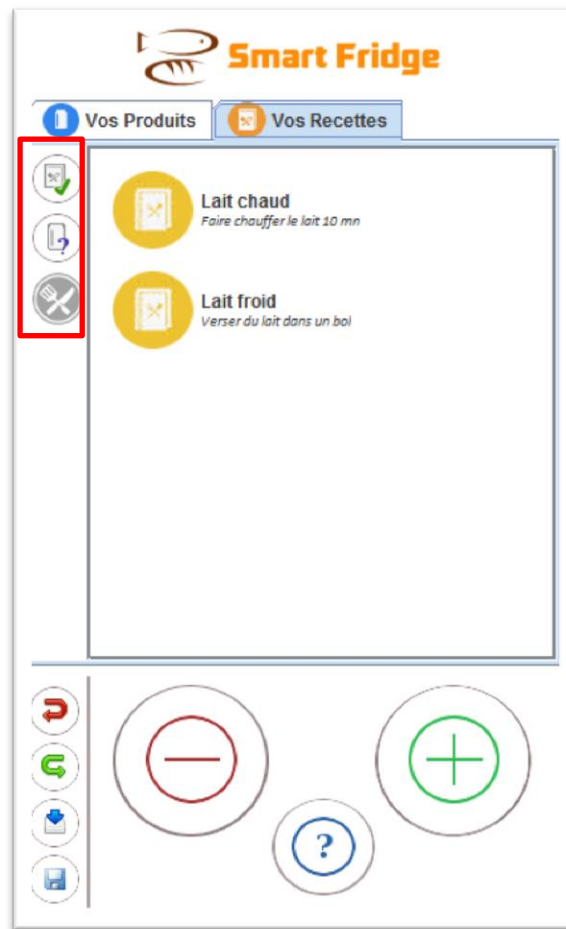 Smart Fridge
Vos Produits
Vos Recettes
Lait chaud
Faire chauffer le lait 10 mn
Lait froid
Verser du lait dans un bol
?
?